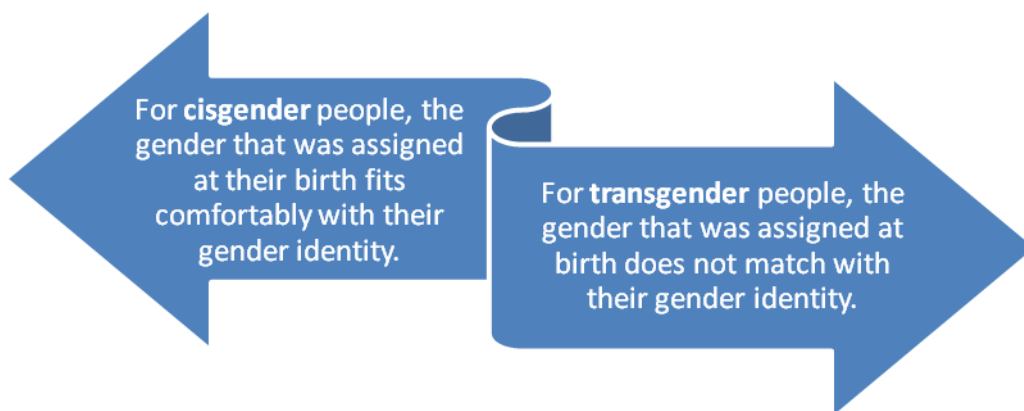 For cisgender people, the
gender that was assigned
at their birth fits
comfortably with their
gender identity.
For transgender people, the
gender that was assigned at
birth does not match with
their gender identity.